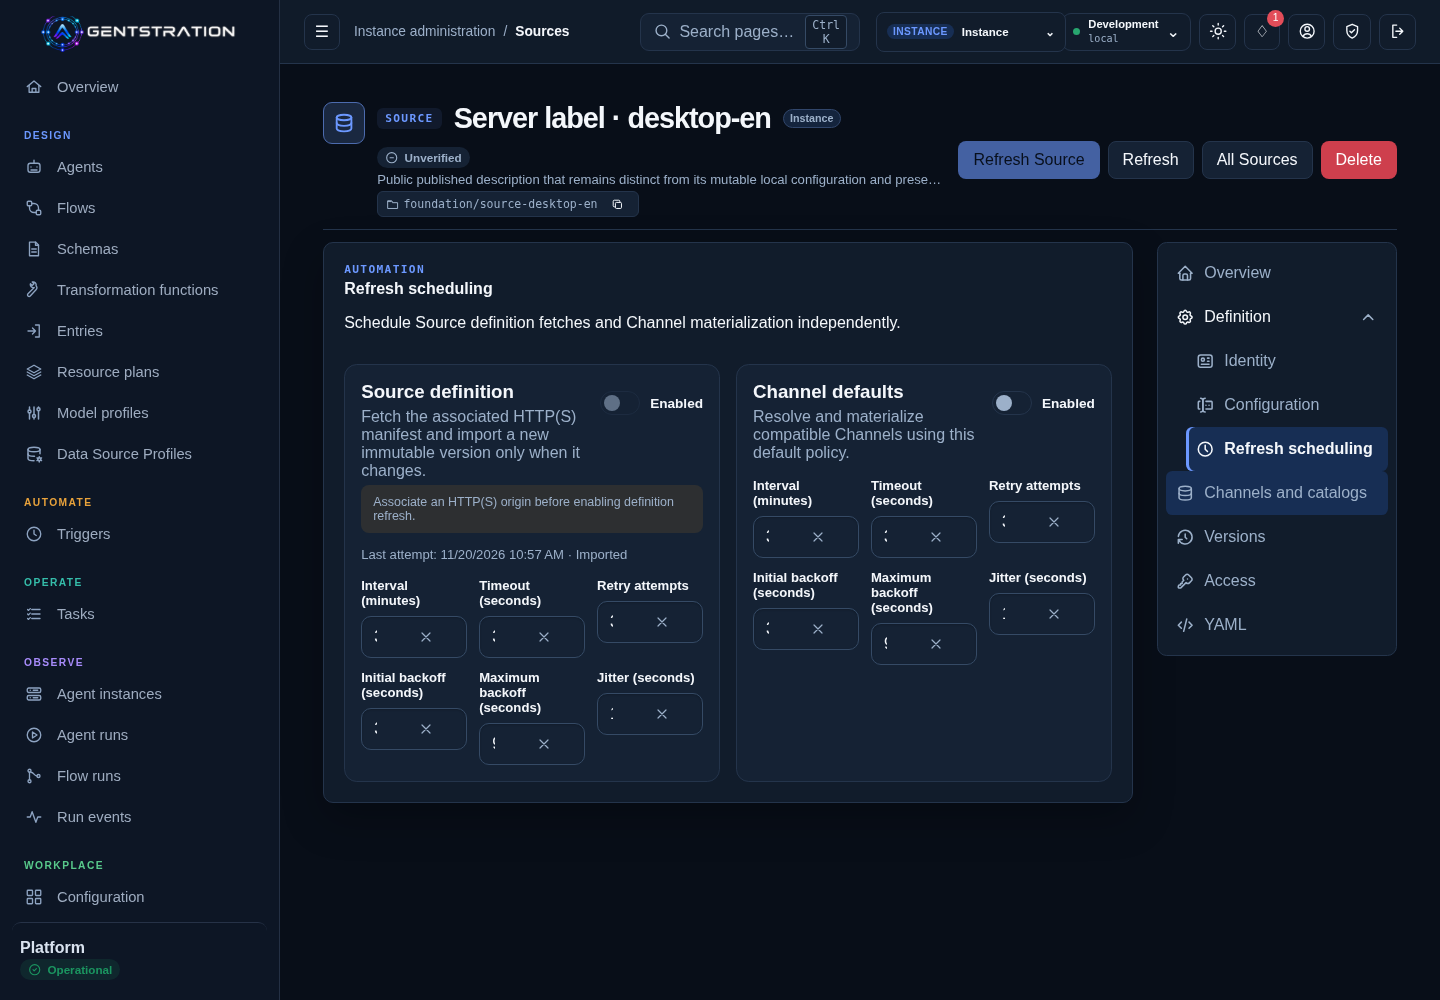 GENTSTRATION
Overview
DESIGN
Agents
Flows
Schemas
Transformation functions
Entries
Resource plans
Model profiles
Data Source Profiles
AUTOMATE
Triggers
OPERATE
Tasks
OBSERVE
Agent instances
Agent runs
Flow runs
Run events
WORKPLACE
Configuration
Platform
Operational
Instance administration / Sources
Search pages…
Ctrl
K
INSTANCE Instance
Development
local
1
SOURCE Server label · desktop-en Instance
Unverified
Public published description that remains distinct from its mutable local configuration and prese…
foundation/source-desktop-en
Refresh Source
Refresh
All Sources
Delete
AUTOMATION
Refresh scheduling
Schedule Source definition fetches and Channel materialization independently.
Source definition
Fetch the associated HTTP(S)
manifest and import a new
immutable version only when it
changes.
Enabled
Associate an HTTP(S) origin before enabling definition
refresh.
Last attempt: 11/20/2026 10:57 AM · Imported
Interval
(minutes)
Timeout
(seconds)
Retry attempts
Initial backoff
(seconds)
Maximum
backoff
(seconds)
Jitter (seconds)
Channel defaults
Resolve and materialize
compatible Channels using this
default policy.
Enabled
Interval
(minutes)
Timeout
(seconds)
Retry attempts
Initial backoff
(seconds)
Maximum
backoff
(seconds)
Jitter (seconds)
Overview
Definition
Identity
Configuration
Refresh scheduling
Channels and catalogs
Versions
Access
YAML